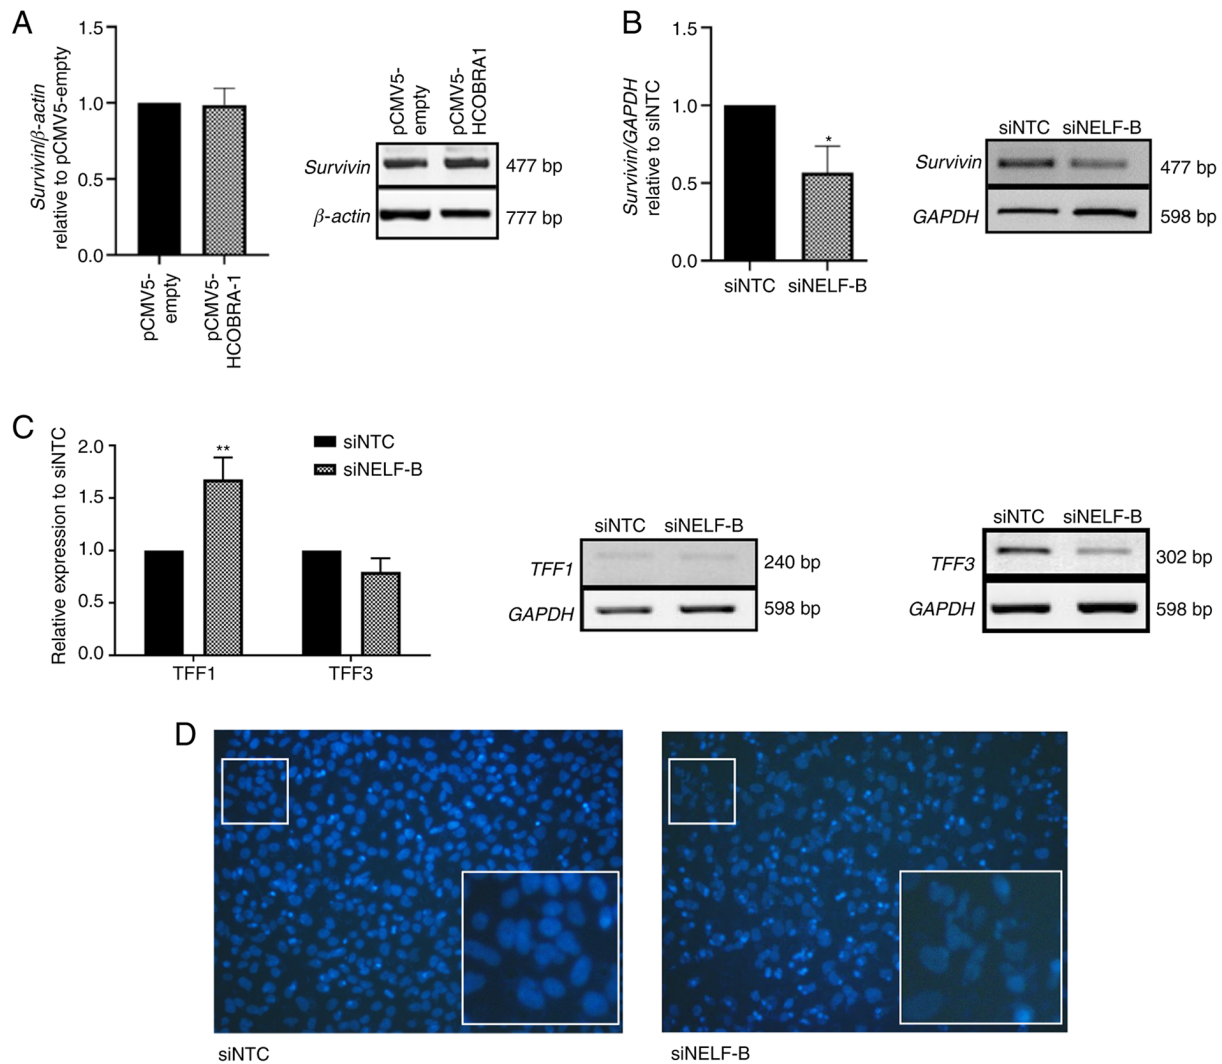 A
Survivin/β-actin
relative to pCMV5-empty
1.5
1.0
0.5
0.0
pCMV5-
empty
pCMV5-
HCOBRA-1
pCMV5-
empty
pCMV5-
HCOBRA1
Survivin
477 bp
β-actin
777 bp
B
Survivin/GAPDH
relative to siNTC
1.5
1.0
0.5
0.0
*
siNTC
siNELF-B
siNTC siNELF-B
Survivin
477 bp
GAPDH
598 bp
C
Relative expression to siNTC
2.0
1.5
1.0
0.5
0.0
**
TFF1
TFF3
siNTC
siNELF-B
siNTC siNELF-B
TFF1
240 bp
GAPDH
598 bp
siNTC siNELF-B
TFF3
302 bp
GAPDH
598 bp
D
siNTC
siNELF-B